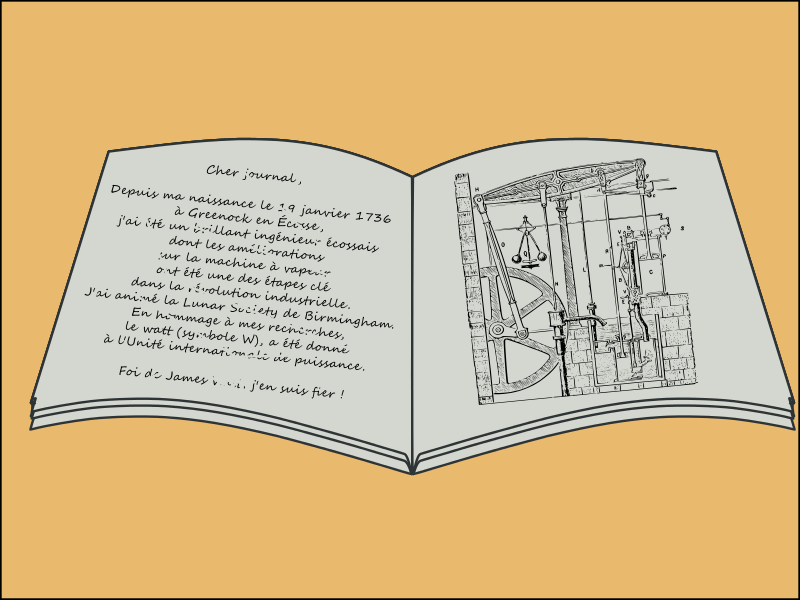 Cher journal,
Depuis ma naissance le 19 janvier 1736
à Greenock en Écosse,
j'ai été un brillant ingénieur écossais
dont les améliorations
sur la machine à vapeur
ont été une des étapes clé
dans la révolution industrielle.
J'ai animé la Lunar Society de Birmingham.
En hommage à mes recherches,
le watt (symbole W), a été donné
à l'Unité internationale de puissance.
Foi de James j'en suis fier !